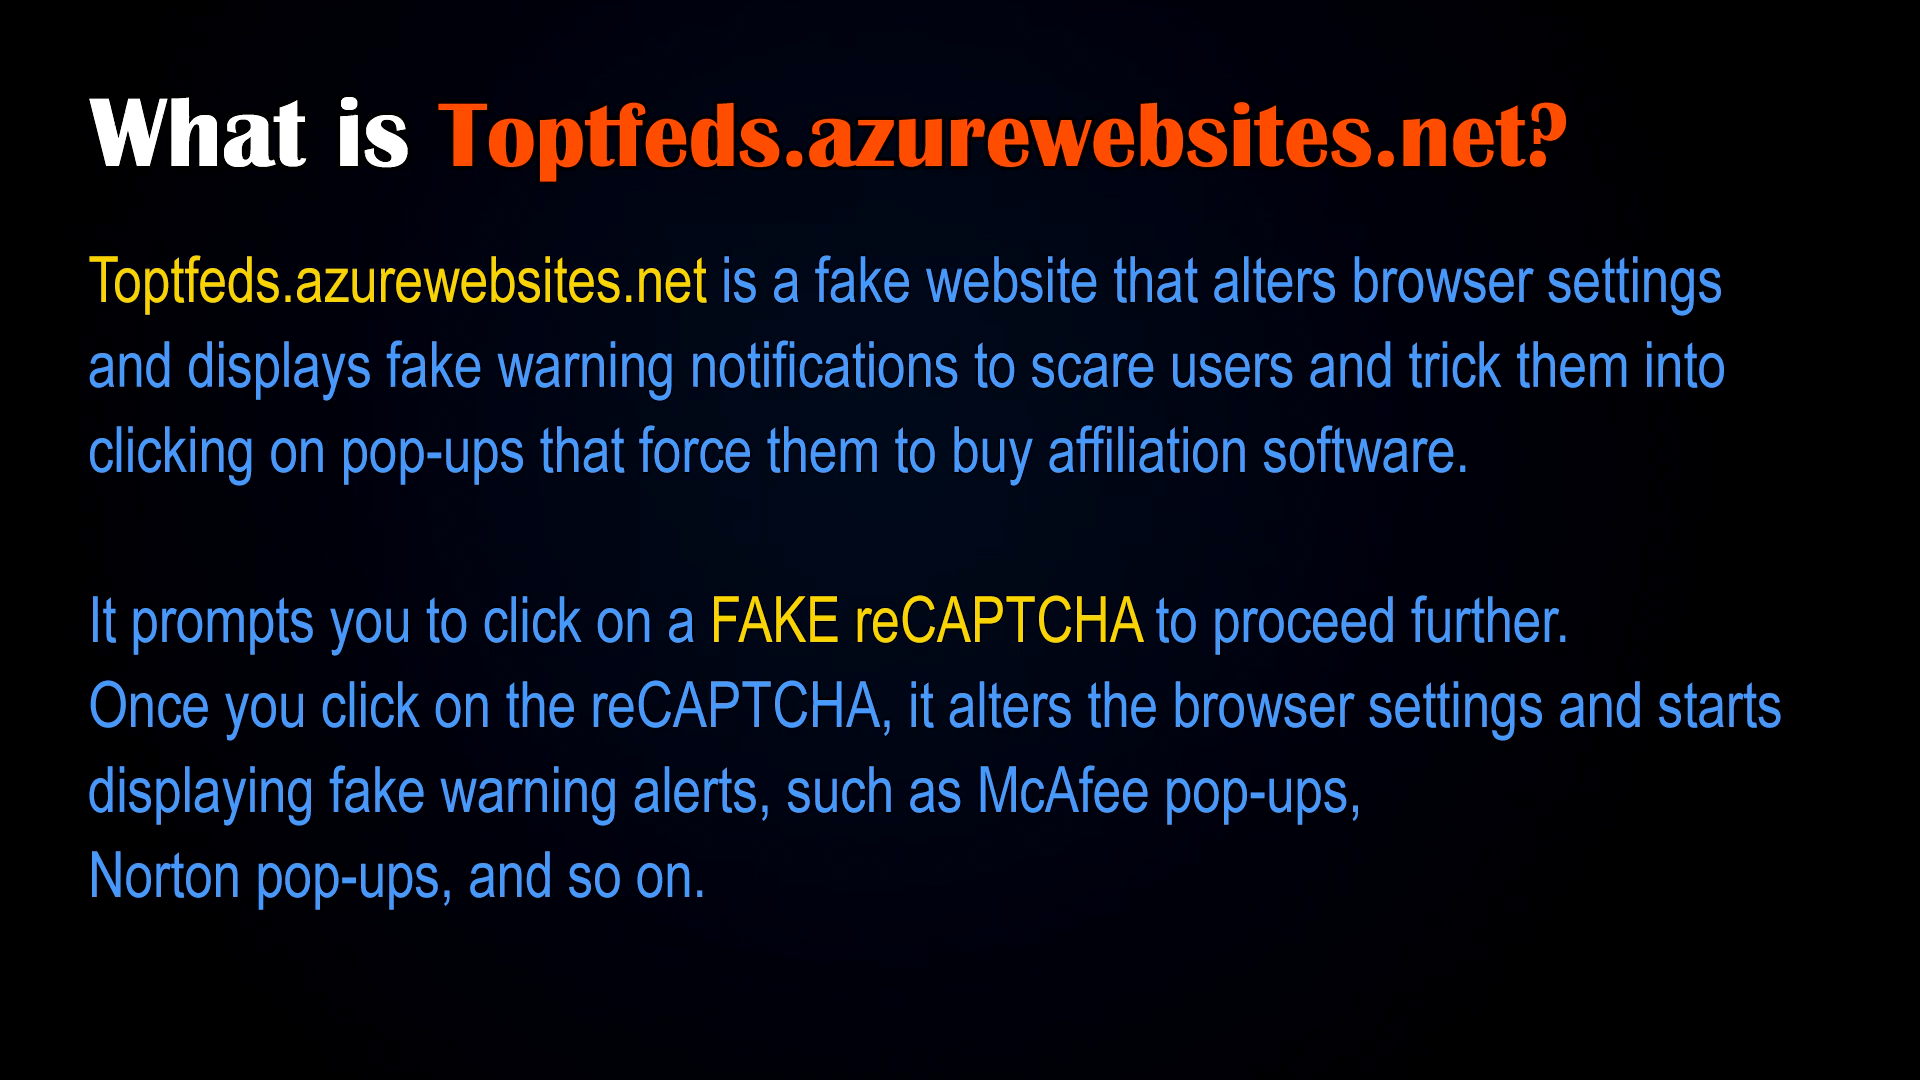 What is Toptfeds.azurewebsites.net?
Toptfeds.azurewebsites.net is a fake website that alters browser settings
and displays fake warning notifications to scare users and trick them into
clicking on pop-ups that force them to buy affiliation software.
It prompts you to click on a FAKE reCAPTCHA to proceed further.
Once you click on the reCAPTCHA, it alters the browser settings and starts
displaying fake warning alerts, such as McAfee pop-ups,
Norton pop-ups, and so on.